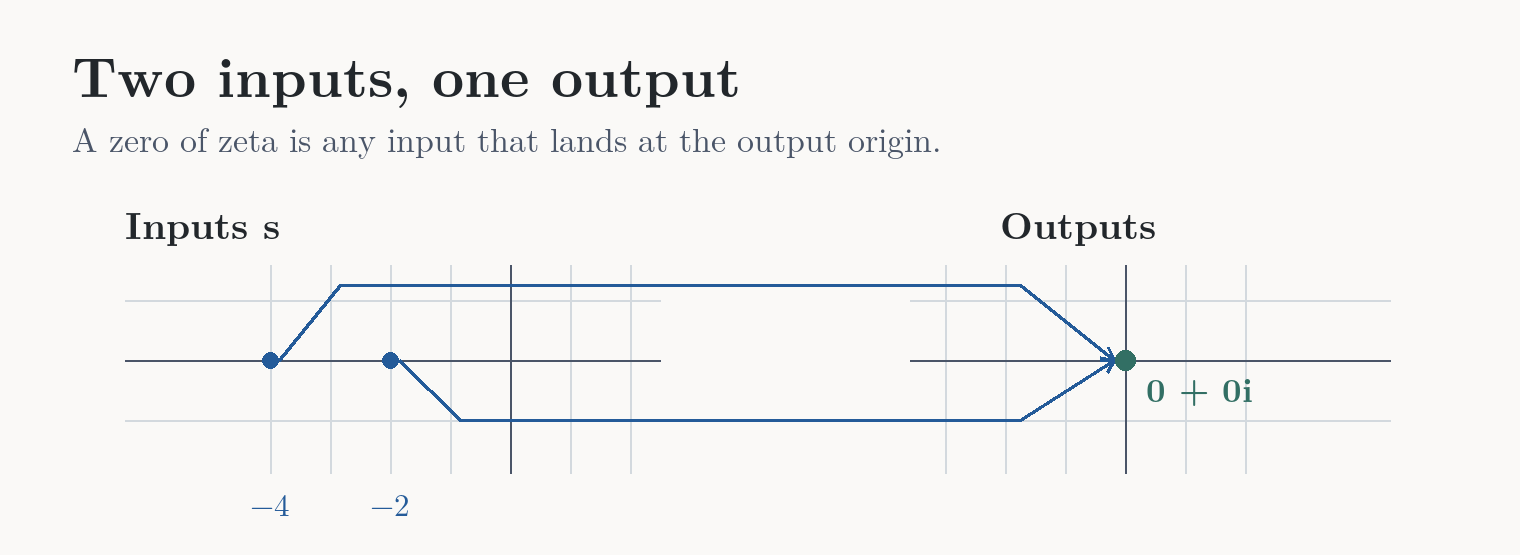 Two inputs, one output
A zero of zeta is any input that lands at the output origin.
Inputs s
Outputs
0 + 0i
−4
−2